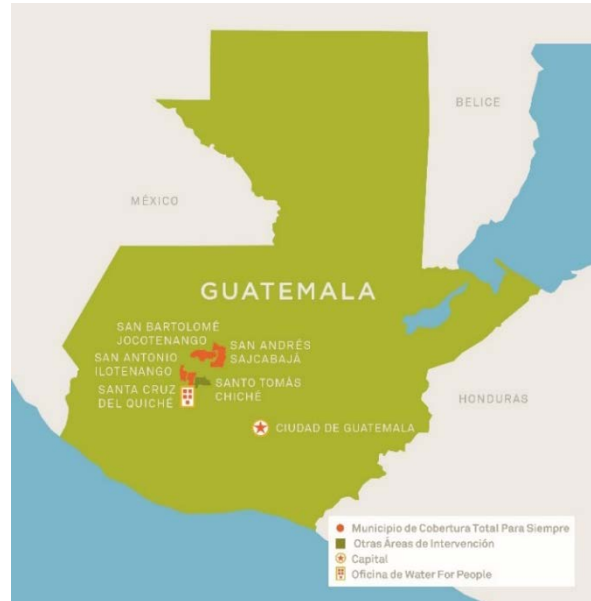 BELICE
MÉXICO
GUATEMALA
SAN BARTOLOMÉ
JOCOTENANGO
SAN ANDRÉS
SAJCABAJÁ
SAN ANTONIO
ILOTENANGO
SANTO TOMÁS
CHICHÉ
SANTA CRUZ
DEL QUICHÉ
HONDURAS
CIUDAD DE GUATEMALA
Municipio de Cobertura Total Para Siempre
Otras Áreas de Intervención
Capital
Oficina de Water For People